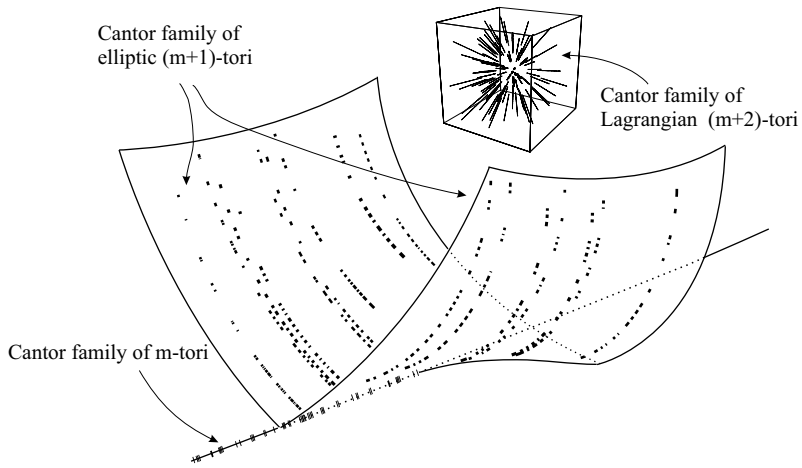 Cantor family of
elliptic (m+1)-tori
Cantor family of
Lagrangian (m+2)-tori
Cantor family of m-tori